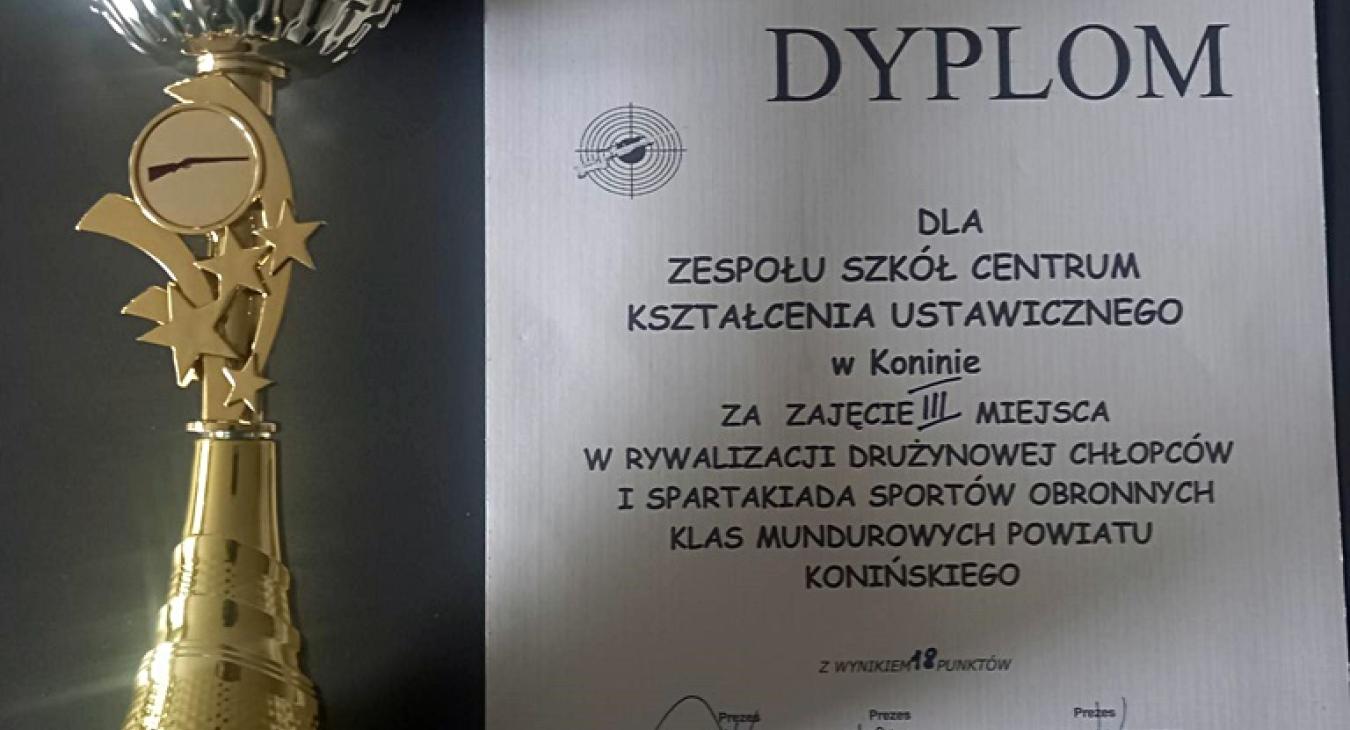 DYPLOM
DLA
ZESPOŁU SZKÓŁ CENTRUM
KSZTAŁCENIA USTAWICZNEGO
w Koninie
ZA ZAJĘCIE III MIEJSCA
W RYWALIZACJI DRUŻYNOWEJ CHŁOPCÓW
I SPARTAKIADA SPORTÓW OBRONNYCH
KLAS MUNDUROWYCH POWIATU
KONIŃSKIEGO
Z WYNIKIEM 18 PUNKTÓW
Prezes Prezes Prezes